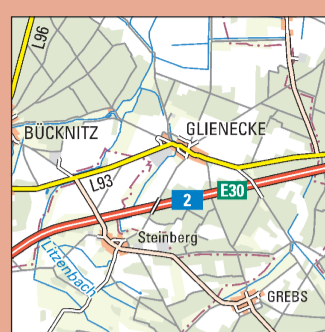 L96
BÜCKNITZ
GLIENECKE
L93
2
E30
Steinberg
Litzenbach
GREBS